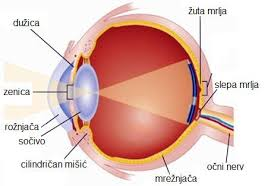 dužica
žuta mrlja
zenica
slepa mrlja
rožnjača
sočivo
cilindričan mišić
mrežnjača
očni nerv